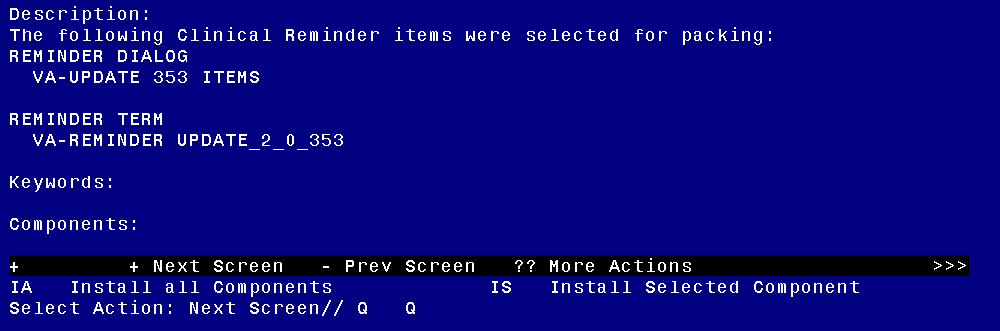 Description:
The following Clinical Reminder items were selected for packing:
REMINDER DIALOG
VA-UPDATE 353 ITEMS
REMINDER TERM
VA-REMINDER UPDATE_2_0_353
Keywords:
Components:
+ + Next Screen - Prev Screen ?? More Actions >>>
IA Install all Components IS Install Selected Component
Select Action: Next Screen// Q Q